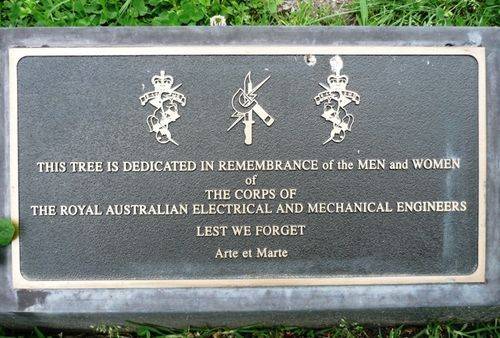 THIS TREE IS DEDICATED IN REMEMBRANCE of the MEN and WOMEN
of
THE CORPS OF
THE ROYAL AUSTRALIAN ELECTRICAL AND MECHANICAL ENGINEERS
LEST WE FORGET
Arte et Marte